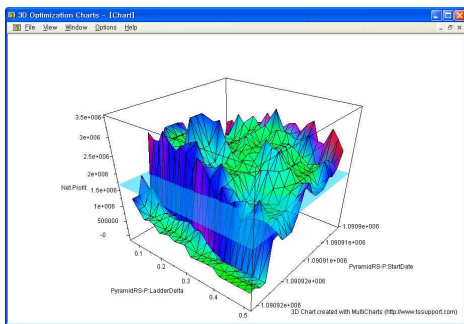 3D Optimization Charts - [Chart]
File View Window Options Help
3.5e+006
3e+006
2.5e+006
2e+006
Net Profit 1.5e+006
1e+006
500000
-0
0.1
0.2
0.3
0.4
0.5
PyramidRS-P:LadderDelta
1.0909e+006
1.09091e+006
1.09091e+006
1.09092e+006
1.09092e+006
PyramidRS-P:StartDate
3D Chart created with MultiCharts (http://www.tssupport.com)